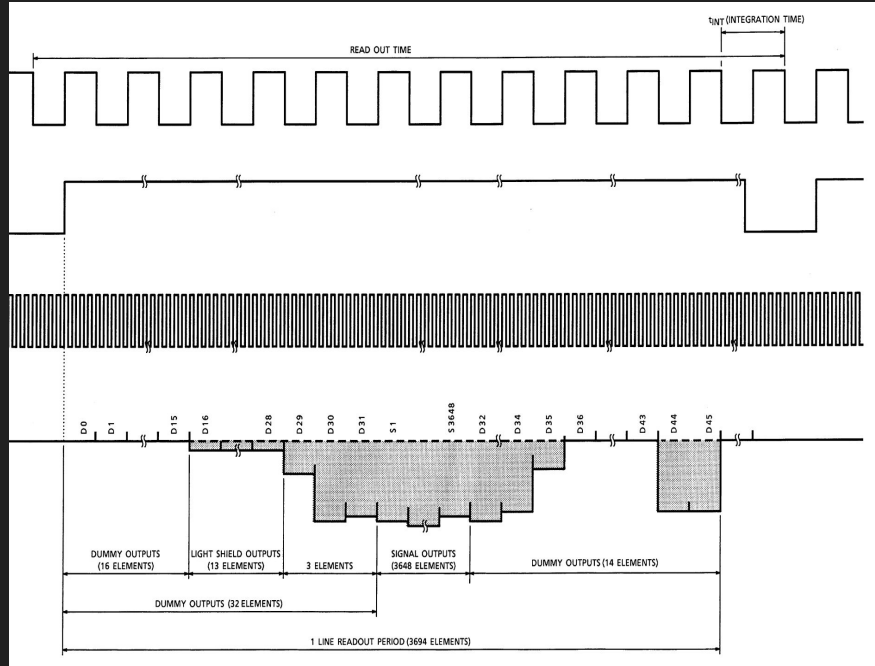 tINT (INTEGRATION TIME)
READ OUT TIME
D0
D1
D15
D16
D28
D29
D30
D31
S1
S3648
D32
D34
D35
D36
D43
D44
D45
DUMMY OUTPUTS
(16 ELEMENTS)
LIGHT SHIELD OUTPUTS
(13 ELEMENTS)
3 ELEMENTS
SIGNAL OUTPUTS
(3648 ELEMENTS)
DUMMY OUTPUTS (14 ELEMENTS)
DUMMY OUTPUTS (32 ELEMENTS)
1 LINE READOUT PERIOD (3694 ELEMENTS)